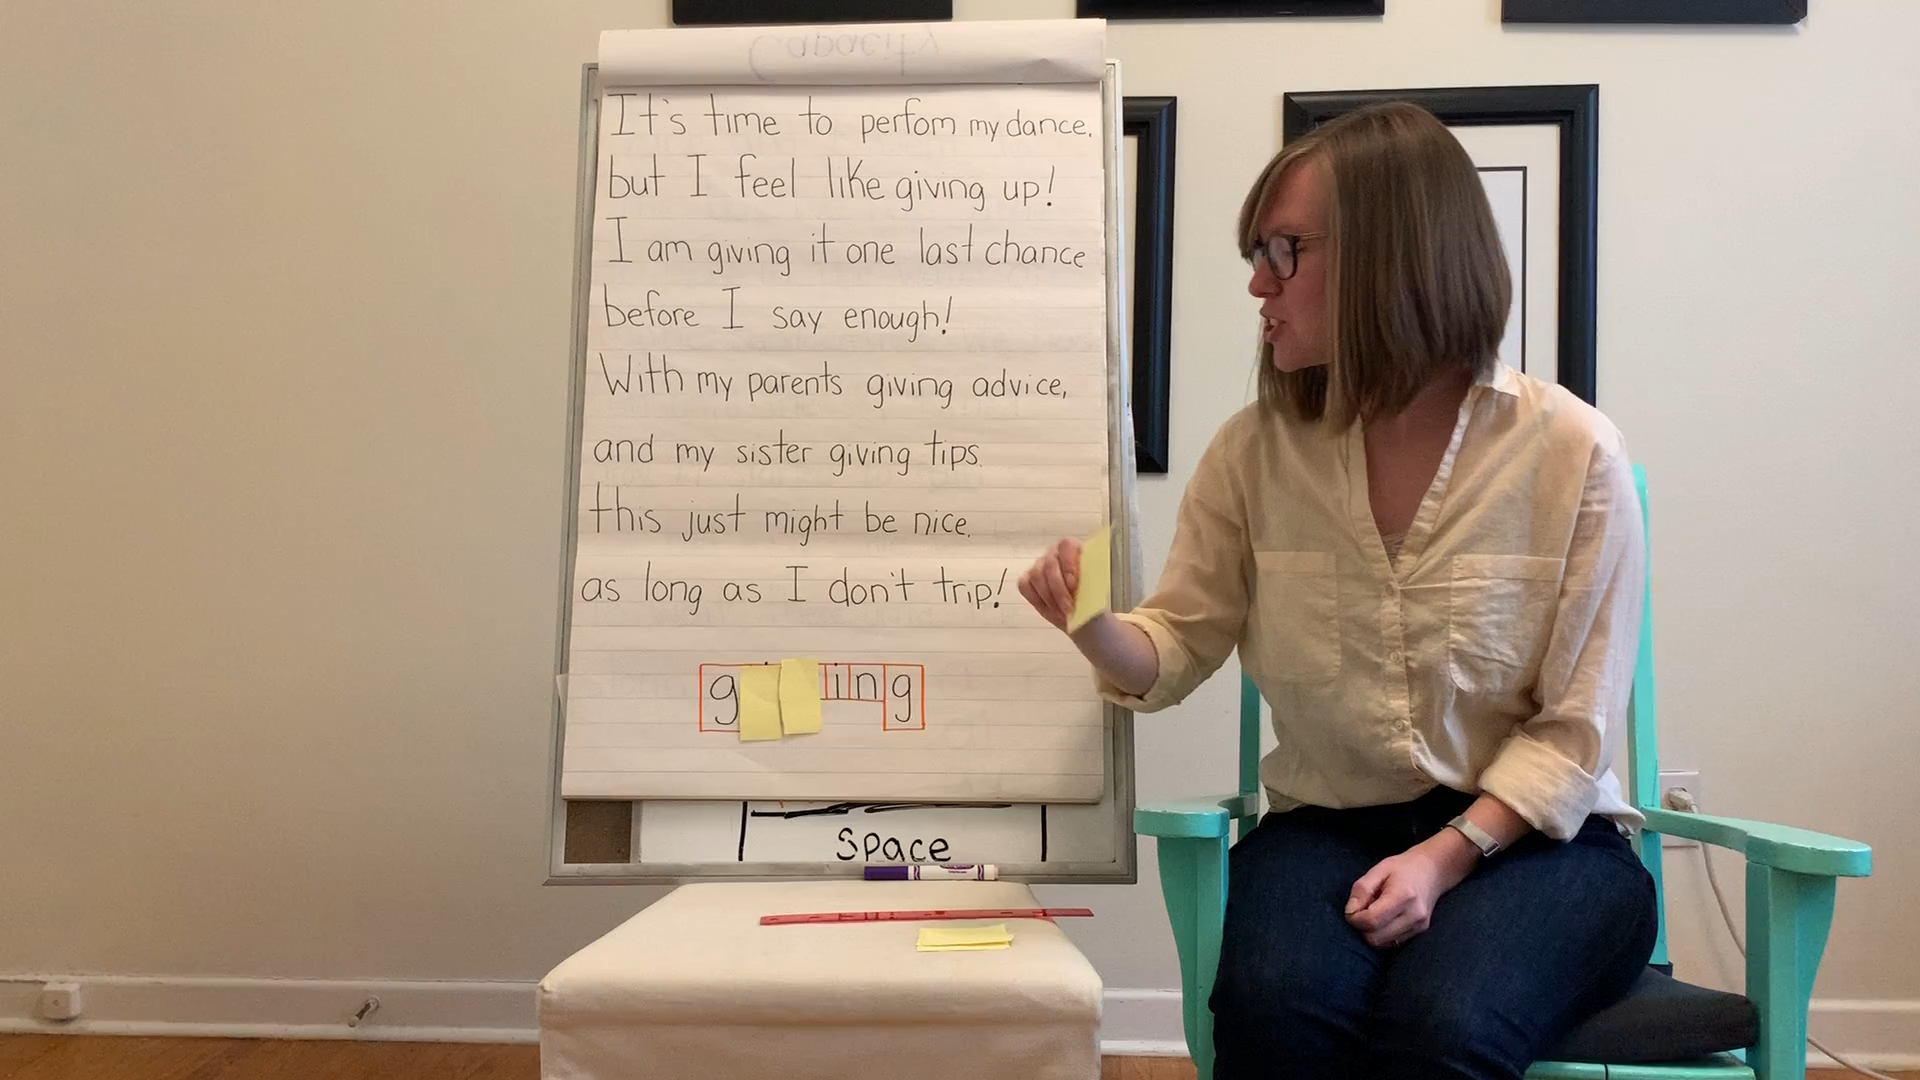 Capacity
It's time to perfom my dance,
but I feel like giving up!
I am giving it one last chance
before I say enough!
With my parents giving advice,
and my sister giving tips.
this just might be nice,
as long as I don't trip!
g ing
Space